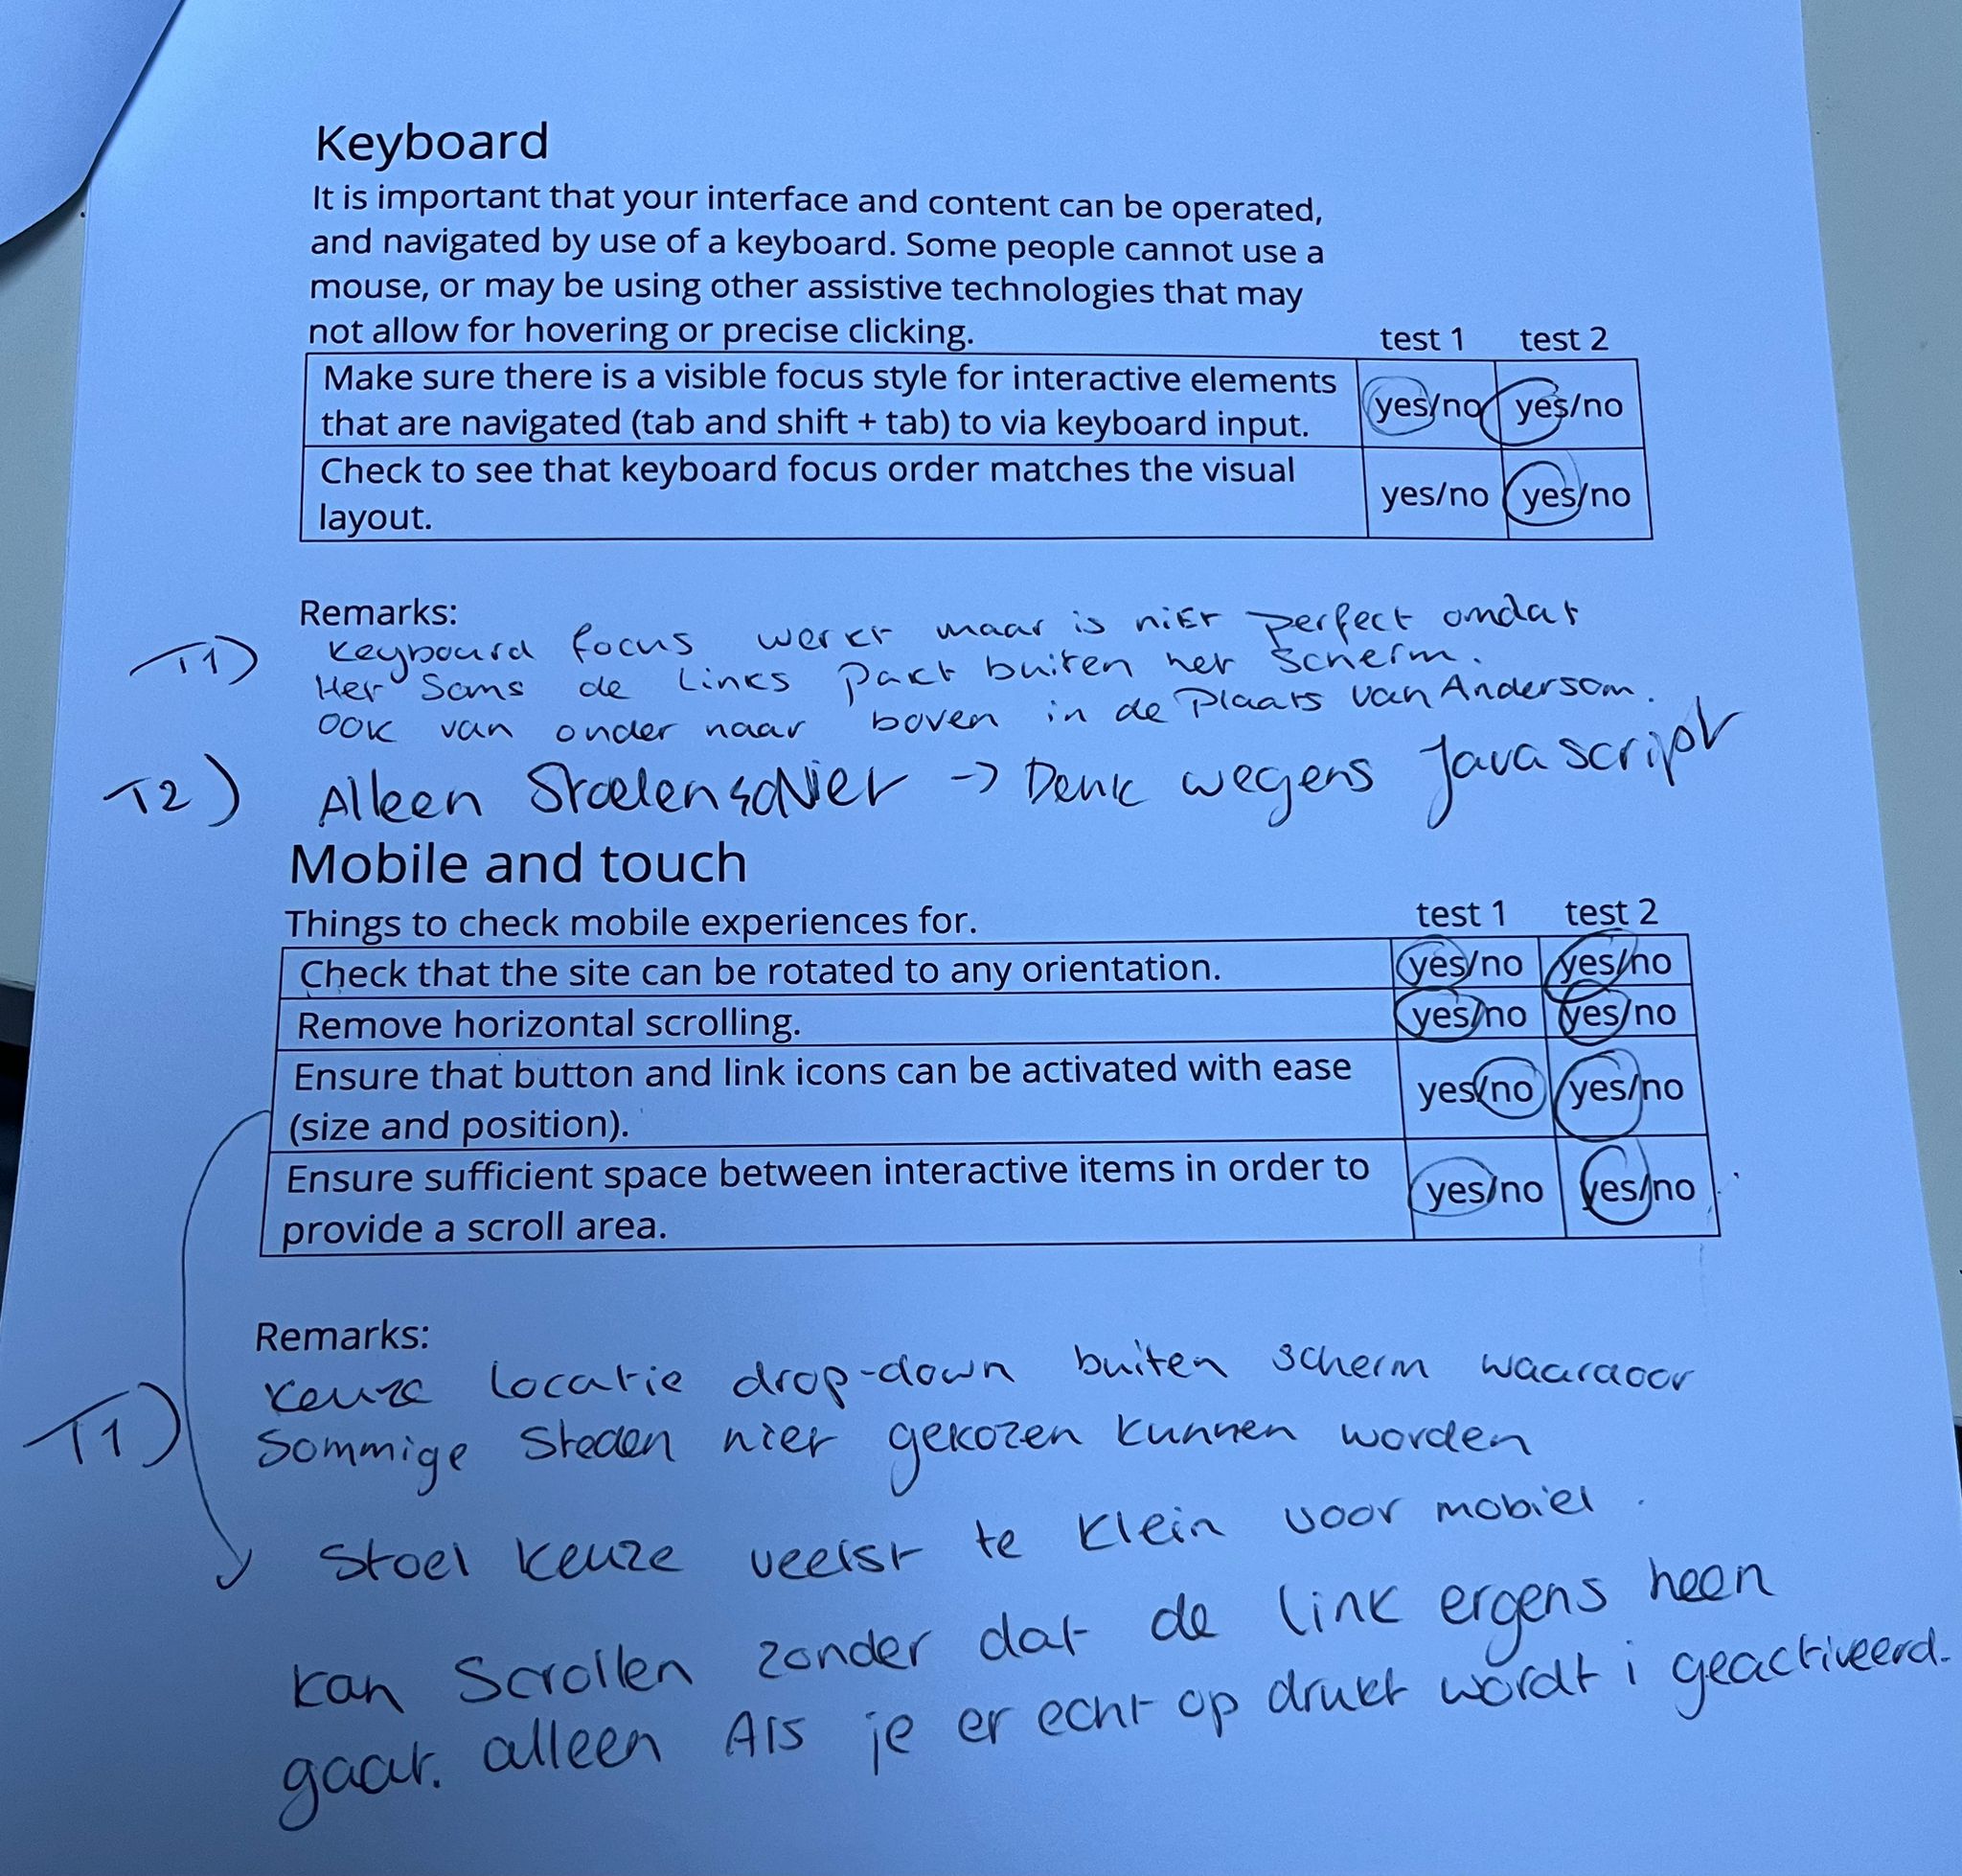 Keyboard
It is important that your interface and content can be operated,
and navigated by use of a keyboard. Some people cannot use a
mouse, or may be using other assistive technologies that may
not allow for hovering or precise clicking.
test 1 test 2
Make sure there is a visible focus style for interactive elements yes/no yes/no
that are navigated (tab and shift + tab) to via keyboard input.
Check to see that keyboard focus order matches the visual yes/no yes/no
layout.
Remarks:
T1) Keyboard focus werkt maar is niet perfect omdat
Het soms de links pakt buiten het scherm.
OOK van onder naar boven in de Plaats van Andersom.
T2) Alleen Stoelen niet -> Denk wegens Javascript
Mobile and touch
Things to check mobile experiences for. test 1 test 2
Check that the site can be rotated to any orientation. yes/no yes/no
Remove horizontal scrolling. yes/no yes/no
Ensure that button and link icons can be activated with ease yes/no yes/no
(size and position).
Ensure sufficient space between interactive items in order to yes/no yes/no
provide a scroll area.
Remarks:
T1) Keuze locatie drop-down buiten scherm waardoor
Sommige steden niet gekozen kunnen worden
Stoel keuze veelst te klein voor mobiel.
kan Scrollen zonder dat de link ergens heen
gaat. alleen Als je er echt op drukt wordt i geactiveerd.